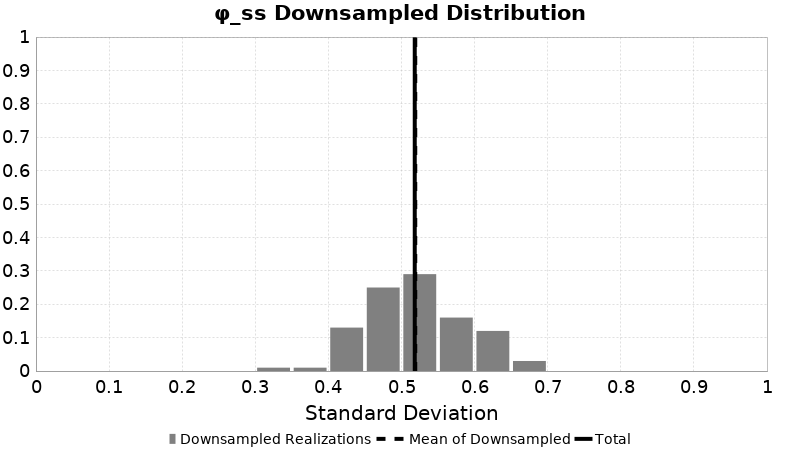 φ_ss Downsampled Distribution
1
0.9
0.8
0.7
0.6
0.5
0.4
0.3
0.2
0.1
0
0 0.1 0.2 0.3 0.4 0.5 0.6 0.7 0.8 0.9 1
Standard Deviation
Downsampled Realizations Mean of Downsampled Total